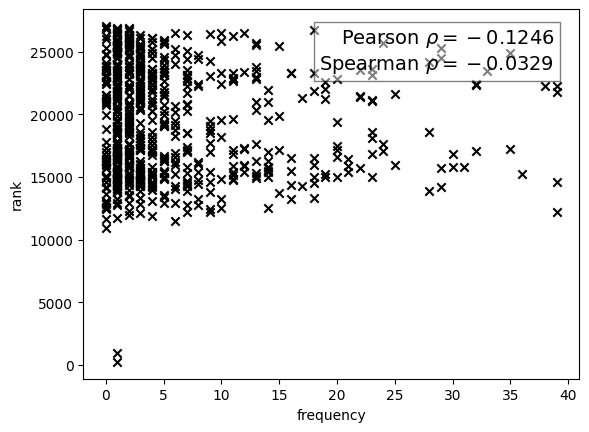 Pearson ρ = −0.1246
Spearman ρ = −0.0329
25000
20000
15000
10000
5000
0
rank
0 5 10 15 20 25 30 35 40
frequency